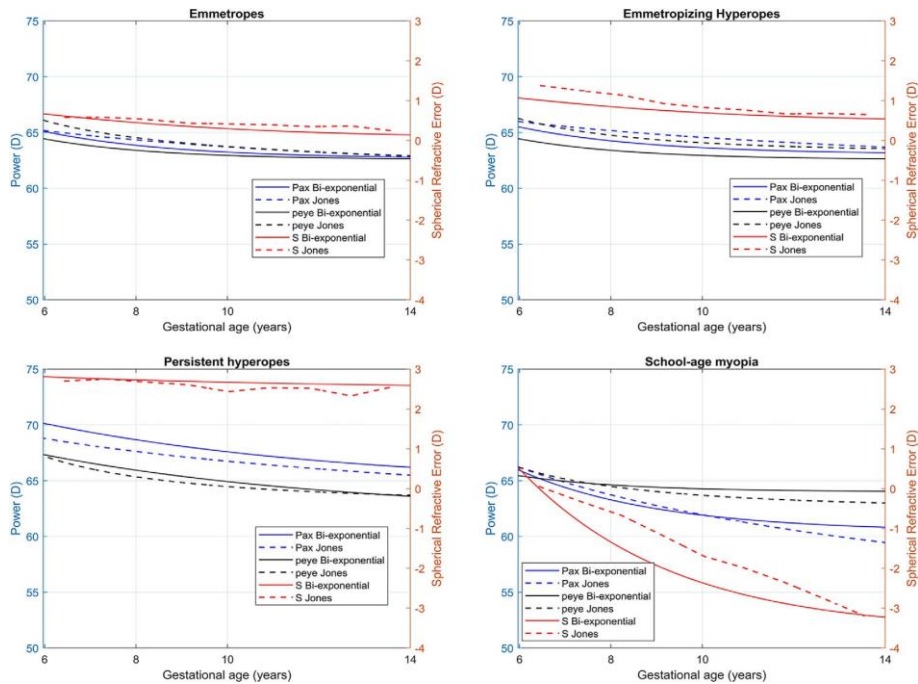 Emmetropes
75
70
65
60
55
50
Power (D)
3
2
1
0
-1
-2
-3
-4
Spherical Refractive Error (D)
Pax Bi-exponential
Pax Jones
peye Bi-exponential
peye Jones
S Bi-exponential
S Jones
6 8 10 14
Gestational age (years)
Emmetropizing Hyperopes
75
70
65
60
55
50
Power (D)
3
2
1
0
-1
-2
-3
-4
Spherical Refractive Error (D)
Pax Bi-exponential
Pax Jones
peye Bi-exponential
peye Jones
S Bi-exponential
S Jones
6 8 10 14
Gestational age (years)
Persistent hyperopes
75
70
65
60
55
50
Power (D)
3
2
1
0
-1
-2
-3
-4
Spherical Refractive Error (D)
Pax Bi-exponential
Pax Jones
peye Bi-exponential
peye Jones
S Bi-exponential
S Jones
6 8 10 14
Gestational age (years)
School-age myopia
75
70
65
60
55
50
Power (D)
3
2
1
0
-1
-2
-3
-4
Spherical Refractive Error (D)
Pax Bi-exponential
Pax Jones
peye Bi-exponential
peye Jones
S Bi-exponential
S Jones
6 8 10 14
Gestational age (years)